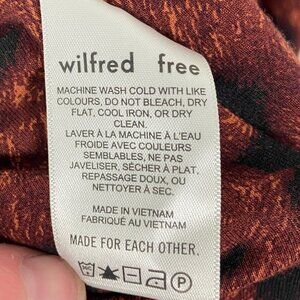 wilfred free
MACHINE WASH COLD WITH LIKE
COLOURS, DO NOT BLEACH, DRY
FLAT, COOL IRON, OR DRY
CLEAN.
LAVER À LA MACHINE À L'EAU
FROIDE AVEC COULEURS
SEMBLABLES, NE PAS
JAVELISER, SÉCHER À PLAT.
REPASSAGE DOUX, OU
NETTOYER À SEC.
MADE IN VIETNAM
FABRIQUÉ AU VIETNAM
MADE FOR EACH OTHER.
P